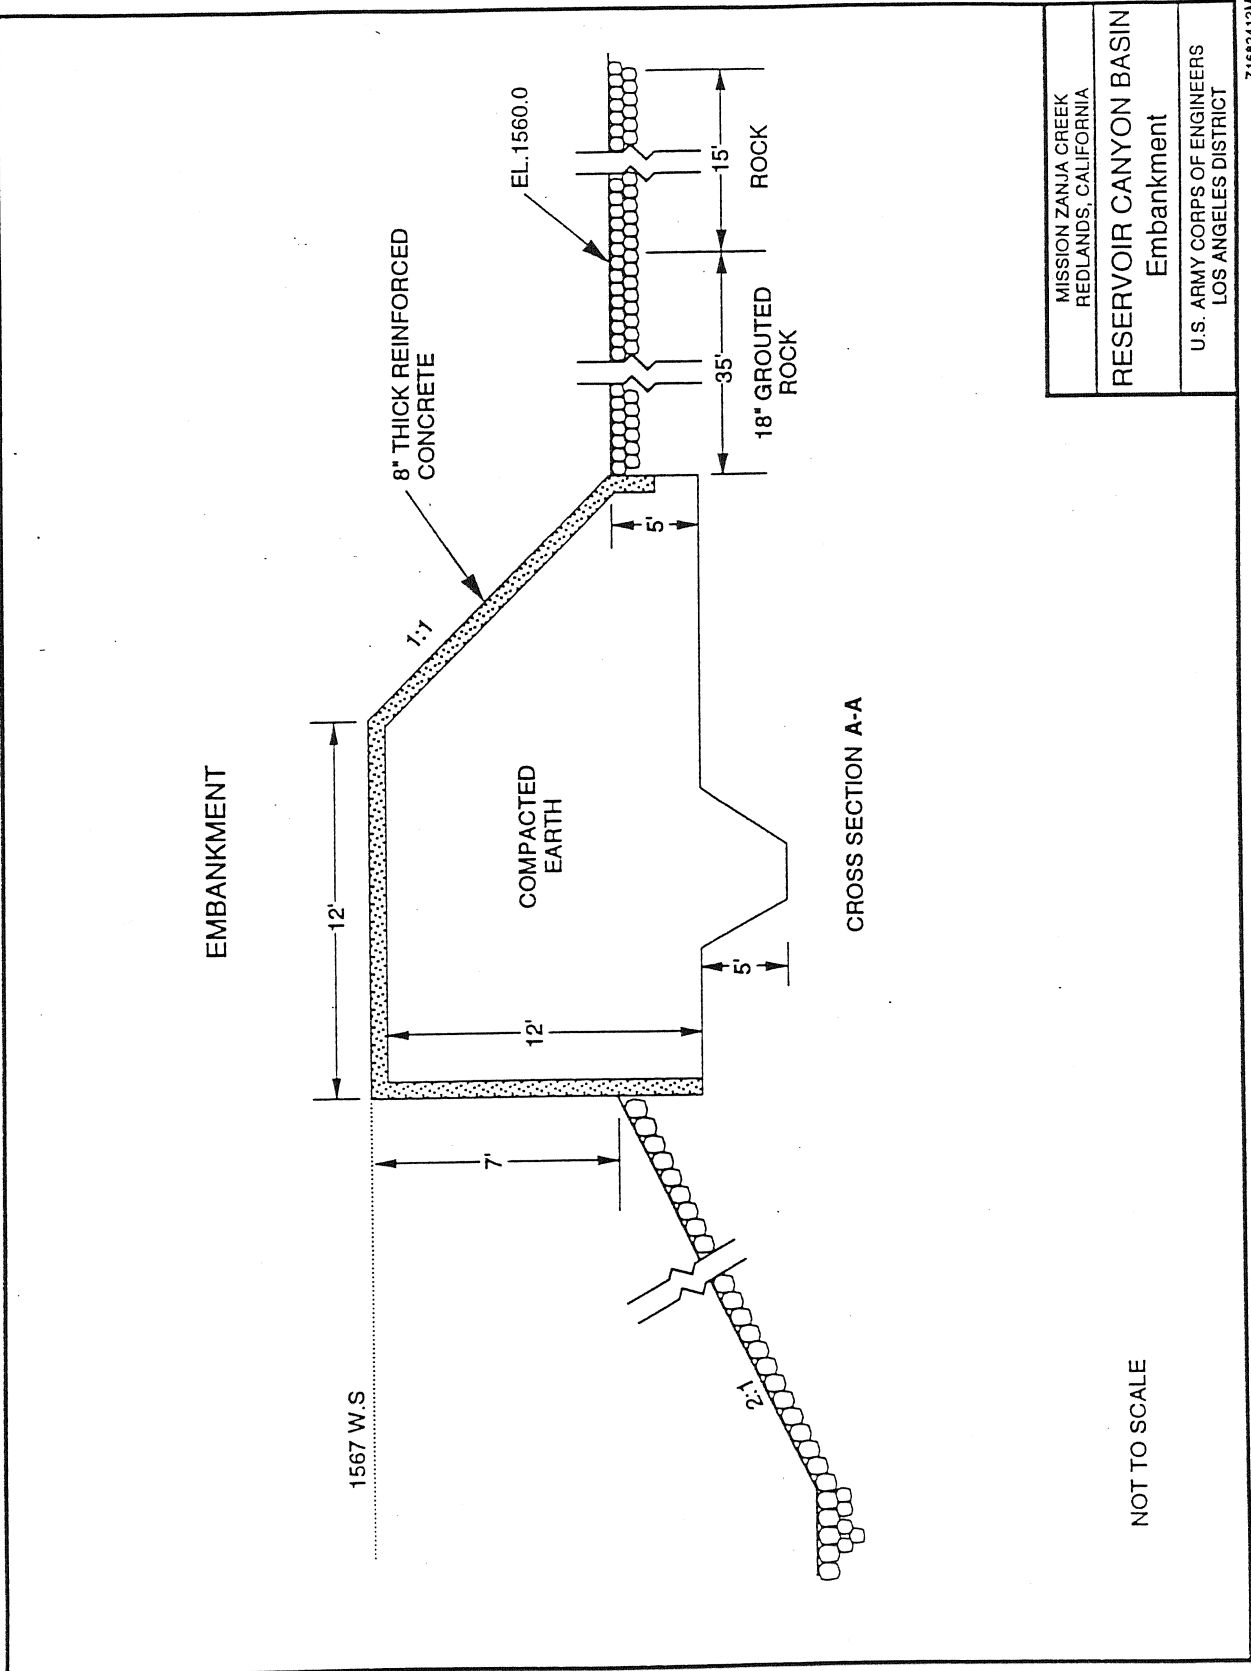 EMBANKMENT
1567 W.S
12'
1:1
8" THICK REINFORCED
CONCRETE
EL.1560.0
7'
12'
COMPACTED
EARTH
5'
5'
35'
15'
18" GROUTED
ROCK
ROCK
2:1
CROSS SECTION A-A
NOT TO SCALE
MISSION ZANJA CREEK
REDLANDS, CALIFORNIA
RESERVOIR CANYON BASIN
Embankment
U.S. ARMY CORPS OF ENGINEERS
LOS ANGELES DISTRICT